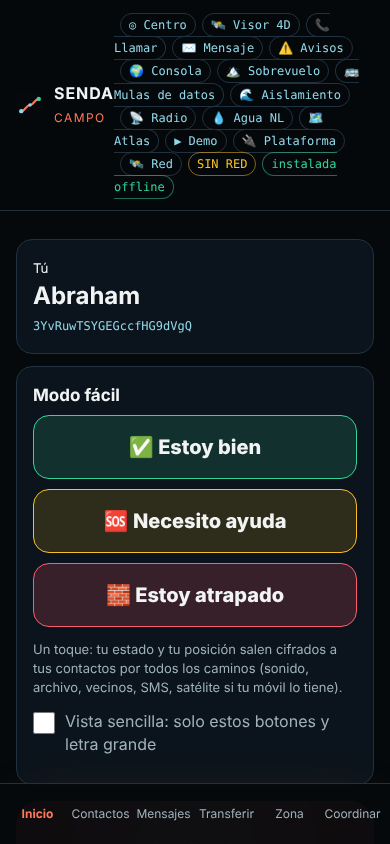 ◎ Centro 🛰️ Visor 4D 📞
Llamar ✉️ Mensaje ⚠️ Avisos
🌍 Consola 🏔️ Sobrevuelo 🚌
SENDA Mulas de datos 🌊 Aislamiento
CAMPO 📡 Radio 💧 Agua NL 🗺️
Atlas ▶ Demo 🔌 Plataforma
🛰️ Red SIN RED instalada
offline
Tú
Abraham
3YvRuwTSYGEGccfHG9dVgQ
Modo fácil
✅ Estoy bien
🆘 Necesito ayuda
🧱 Estoy atrapado
Un toque: tu estado y tu posición salen cifrados a
tus contactos por todos los caminos (sonido,
archivo, vecinos, SMS, satélite si tu móvil lo tiene).
Vista sencilla: solo estos botones y
letra grande
Inicio Contactos Mensajes Transferir Zona Coordinar